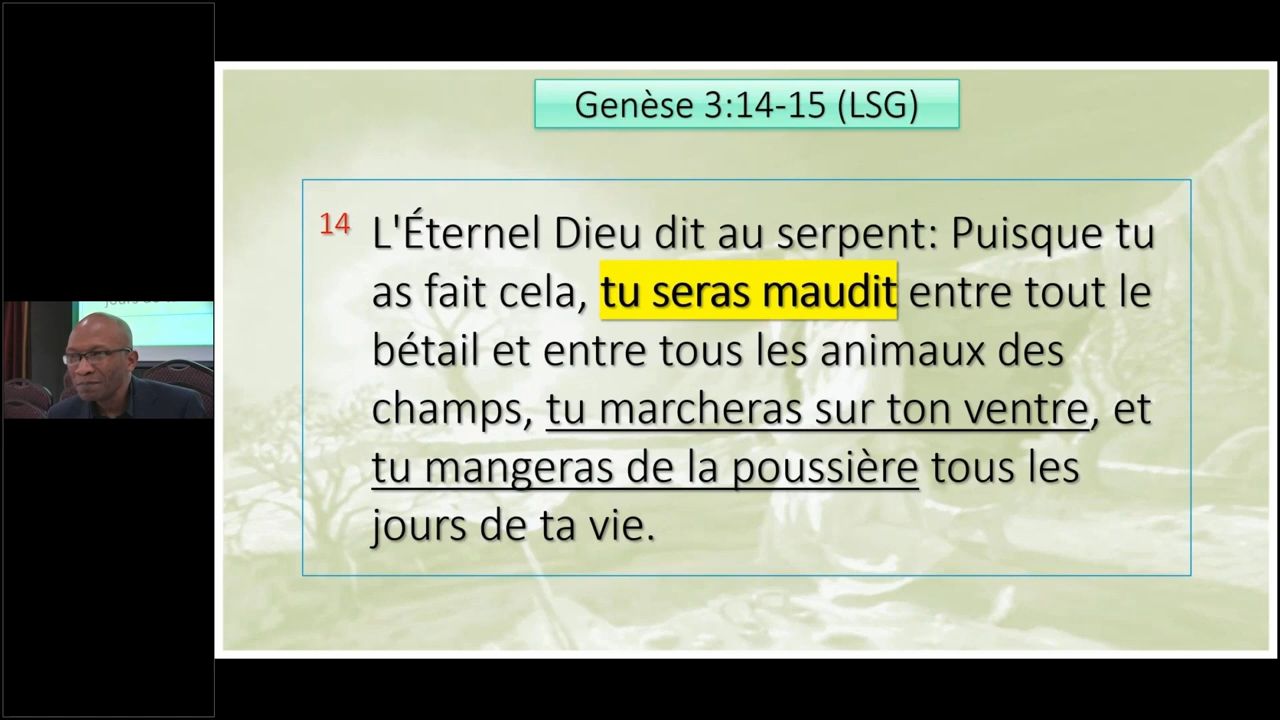 Genèse 3:14-15 (LSG)
14 L'Éternel Dieu dit au serpent: Puisque tu
as fait cela, tu seras maudit entre tout le
bétail et entre tous les animaux des
champs, tu marcheras sur ton ventre, et
tu mangeras de la poussière tous les
jours de ta vie.